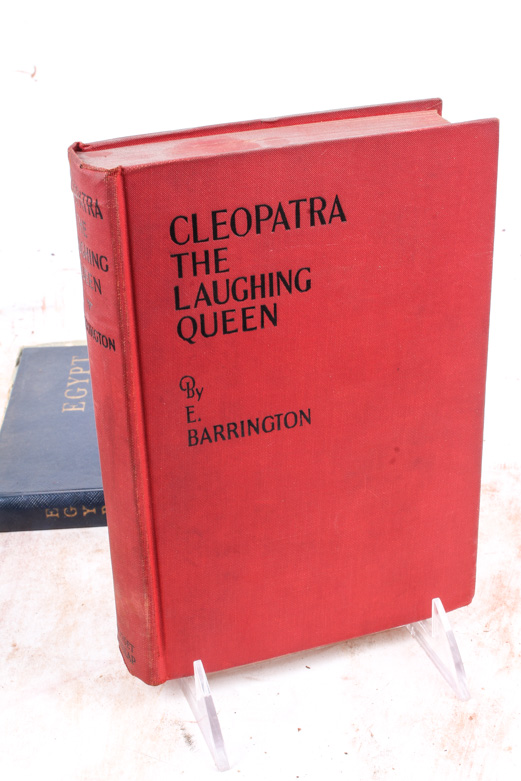 CLEOPATRA
THE
LAUGHING
QUEEN
By
E.
BARRINGTON
EGYPT